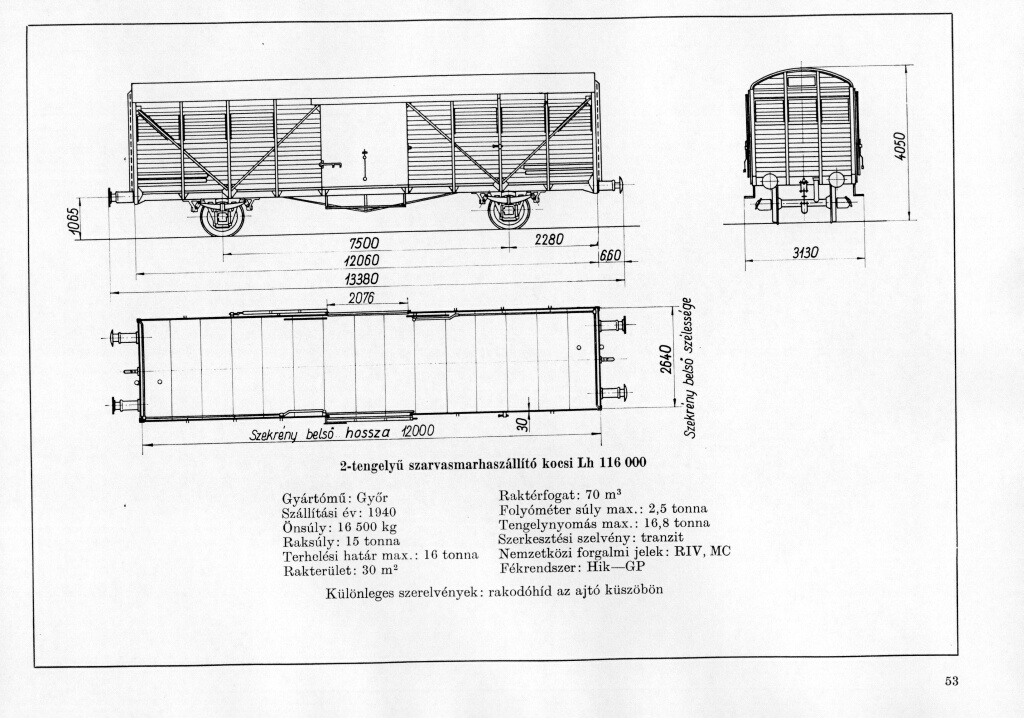 4050
1065
7500
2280
12060
660
3130
13380
2076
2640
Szekrény belső szélessége
30
Szekrény belső hossza 12000
2-tengelyű szarvasmarhaszállító kocsi Lh 116 000
Gyártómű: Győr
Szállítási év: 1940
Önsúly: 16 500 kg
Raksúly: 15 tonna
Terhelési határ max.: 16 tonna
Rakterület: 30 m²
Raktérfogat: 70 m³
Folyóméter súly max.: 2,5 tonna
Tengelynyomás max.: 16,8 tonna
Szerkesztési szelvény: tranzit
Nemzetközi forgalmi jelek: RIV, MC
Fékrendszer: Hik—GP
Különleges szerelvények: rakodóhíd az ajtó küszöbön
53